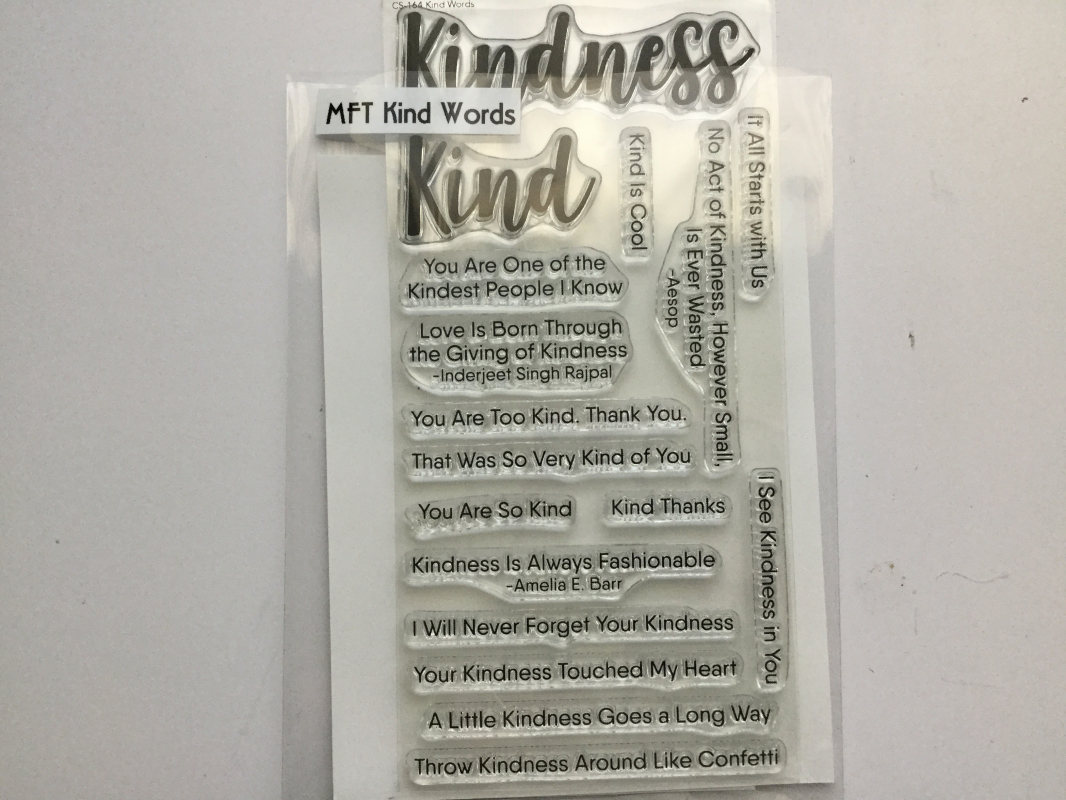 CS-164 Kind Words
Kindness
MFT Kind Words
Kind
Kind Is Cool
No Act of Kindness, However Small,
Is Ever Wasted
-Aesop
It All Starts with Us
You Are One of the
Kindest People I Know
Love Is Born Through
the Giving of Kindness
-Inderjeet Singh Rajpal
You Are Too Kind. Thank You.
That Was So Very Kind of You
You Are So Kind
Kind Thanks
I See Kindness in You
Kindness Is Always Fashionable
-Amelia E. Barr
I Will Never Forget Your Kindness
Your Kindness Touched My Heart
A Little Kindness Goes a Long Way
Throw Kindness Around Like Confetti